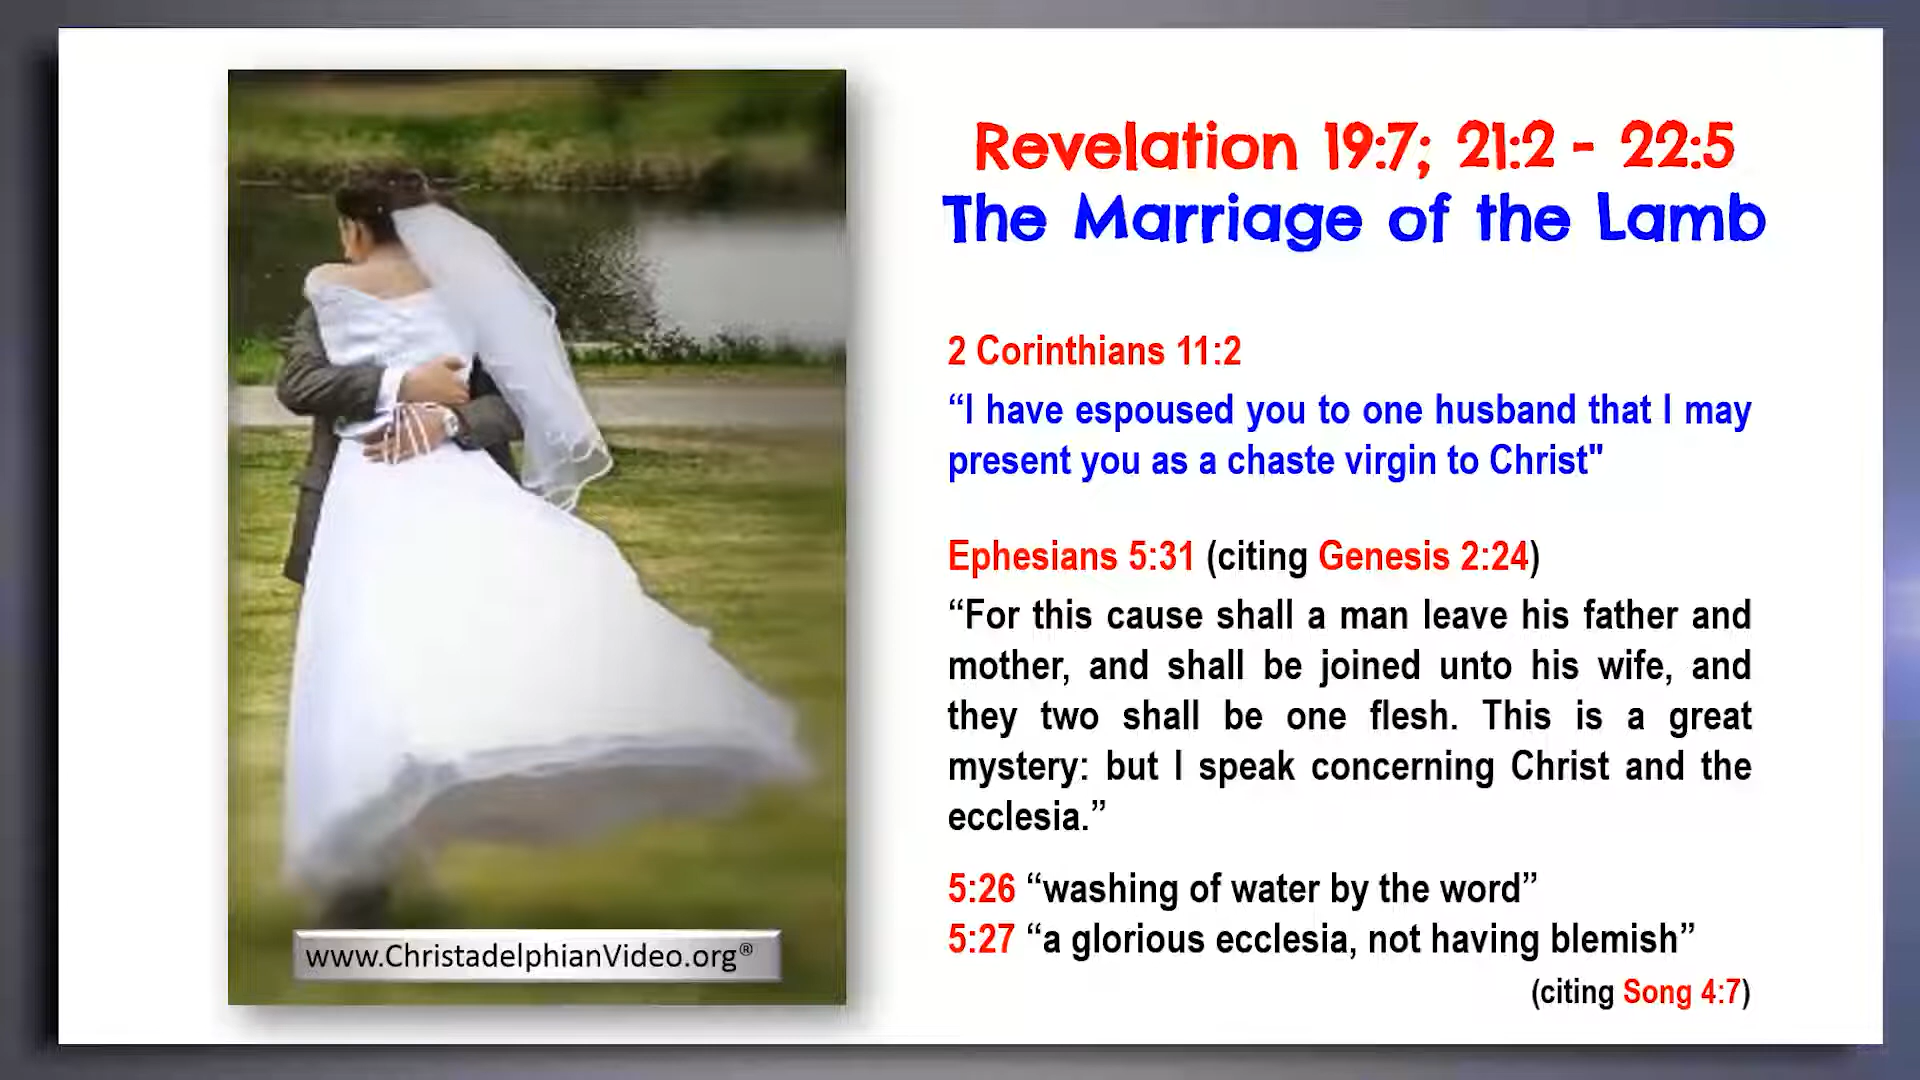 Revelation 19:7; 21:2 - 22:5
The Marriage of the Lamb
2 Corinthians 11:2
“I have espoused you to one husband that I may
present you as a chaste virgin to Christ"
Ephesians 5:31 (citing Genesis 2:24)
“For this cause shall a man leave his father and
mother, and shall be joined unto his wife, and
they two shall be one flesh. This is a great
mystery: but I speak concerning Christ and the
ecclesia.”
5:26 “washing of water by the word”
5:27 “a glorious ecclesia, not having blemish”
(citing Song 4:7)
www.ChristadelphianVideo.org®